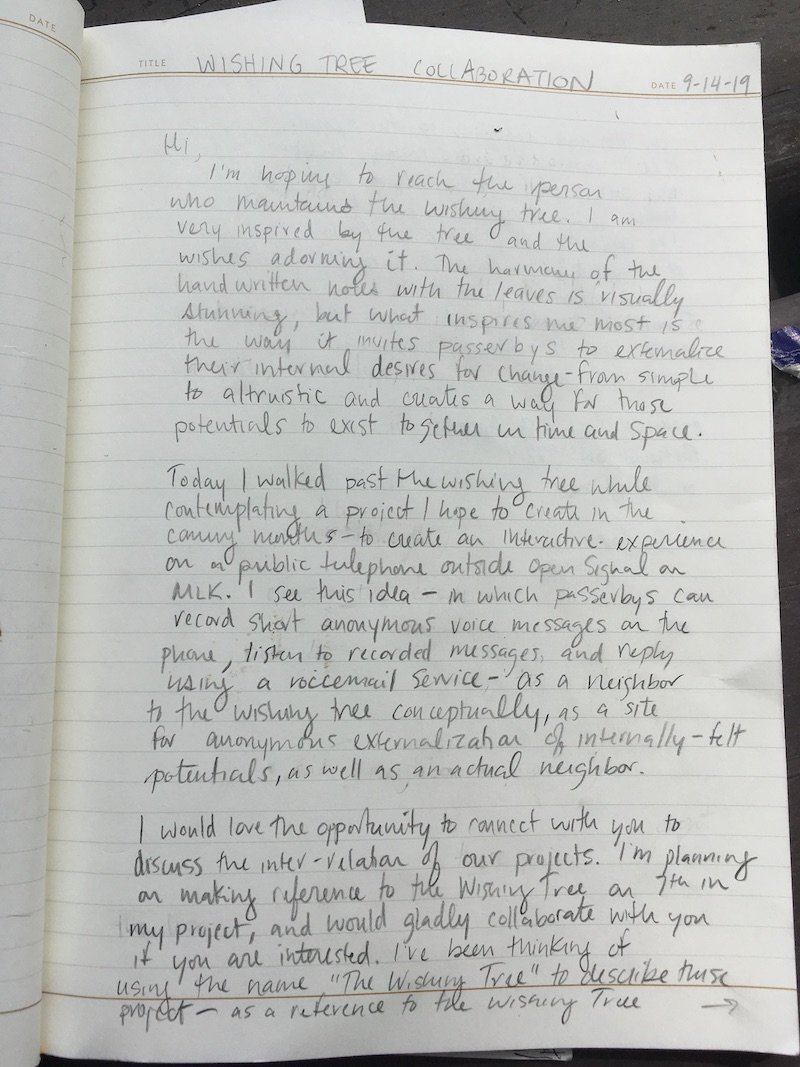 DATE
TITLE WISHING TREE COLLABORATION DATE 9-14-19
Hi,
I'm hoping to reach the person
who maintains the wishing tree. I am
very inspired by the tree and the
wishes adorning it. The harmony of the
handwritten notes with the leaves is visually
stunning, but what inspires me most is
the way it invites passerbys to externalize
their internal desires for change - from simple
to altruistic and creates a way for those
potentials to exist together in time and space.
Today I walked past the wishing tree while
contemplating a project I hope to create in the
coming months - to create an interactive experience
on a public telephone outside Open Signal on
MLK. I see this idea - in which passerbys can
record short anonymous voice messages on the
phone, listen to recorded messages, and reply
using a voicemail service - as a neighbor
to the wishing tree conceptually, as a site
for anonymous externalization of internally-felt
potentials, as well as an actual neighbor.
I would love the opportunity to connect with you to
discuss the inter-relation of our projects. I'm planning
on making reference to the Wishing Tree on 7th in
my project, and would gladly collaborate with you
if you are interested. I've been thinking of
using the name "The Wishing Tree" to describe these
project - as a reference to the Wishing Tree →